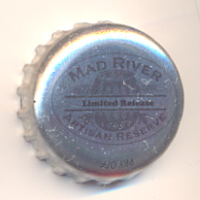 MAD RIVER
Limited Release
ARTISAN RESERVE